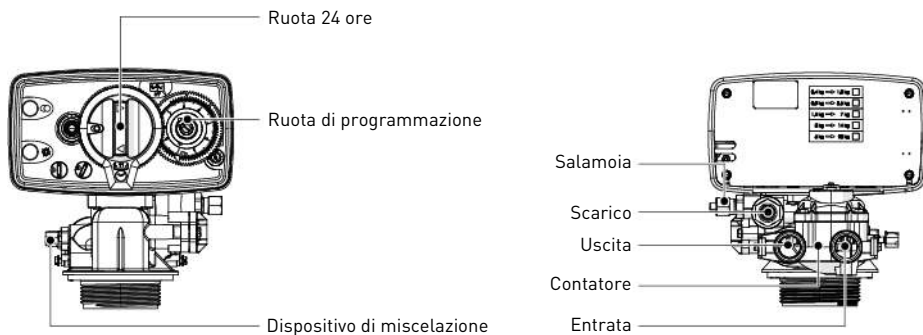 Ruota 24 ore
Ruota di programmazione
Dispositivo di miscelazione
Salamoia
Scarico
Uscita
Contatore
Entrata